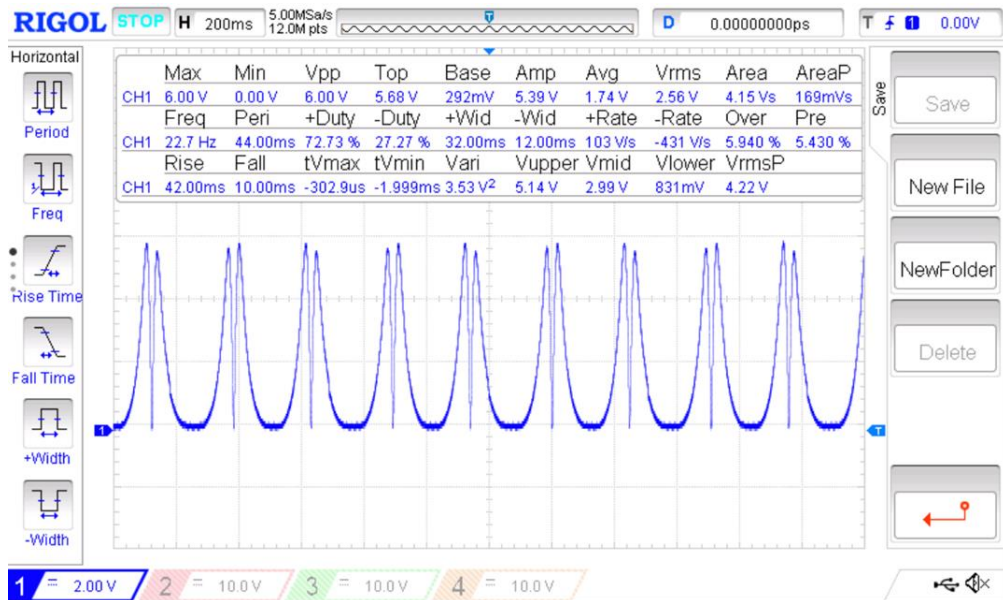 RIGOL STOP H 200ms 5.00MSa/s 12.0M pts D 0.00000000ps T 1 0.00V
Horizontal
Period
Freq
Rise Time
Fall Time
+Width
-Width
Max Min Vpp Top Base Amp Avg Vrms Area AreaP
CH1 6.00 V 0.00 V 6.00 V 5.68 V 292mV 5.39 V 1.74 V 2.56 V 4.15 Vs 169mVs
Freq Peri +Duty -Duty +Wid -Wid +Rate -Rate Over Pre
CH1 22.7 Hz 44.00ms 72.73 % 27.27 % 32.00ms 12.00ms 103 V/s -431 V/s 5.940 % 5.430 %
Rise Fall tVmax tVmin Vari Vupper Vmid Vlower VrmsP
CH1 42.00ms 10.00ms -302.9us -1.999ms 3.53 V² 5.14 V 2.99 V 831mV 4.22 V
T
1
T
Save
Save
New File
NewFolder
Delete
1 = 2.00 V 2 = 10.0 V 3 = 10.0 V 4 = 10.0 V